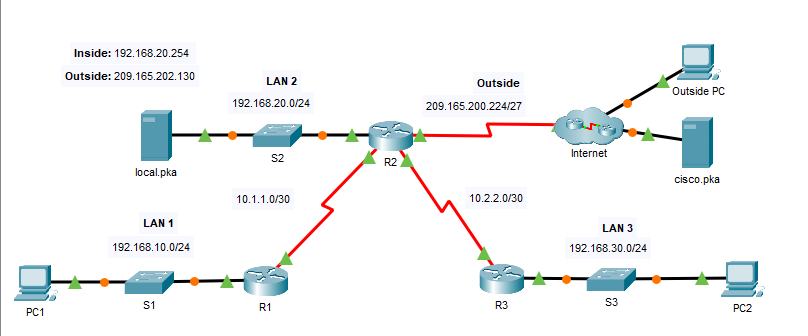 Inside: 192.168.20.254
Outside: 209.165.202.130
LAN 2
192.168.20.0/24
Outside
209.165.200.224/27
Outside PC
local.pka
S2
R2
Internet
cisco.pka
10.1.1.0/30
10.2.2.0/30
LAN 1
192.168.10.0/24
LAN 3
192.168.30.0/24
PC1
S1
R1
R3
S3
PC2